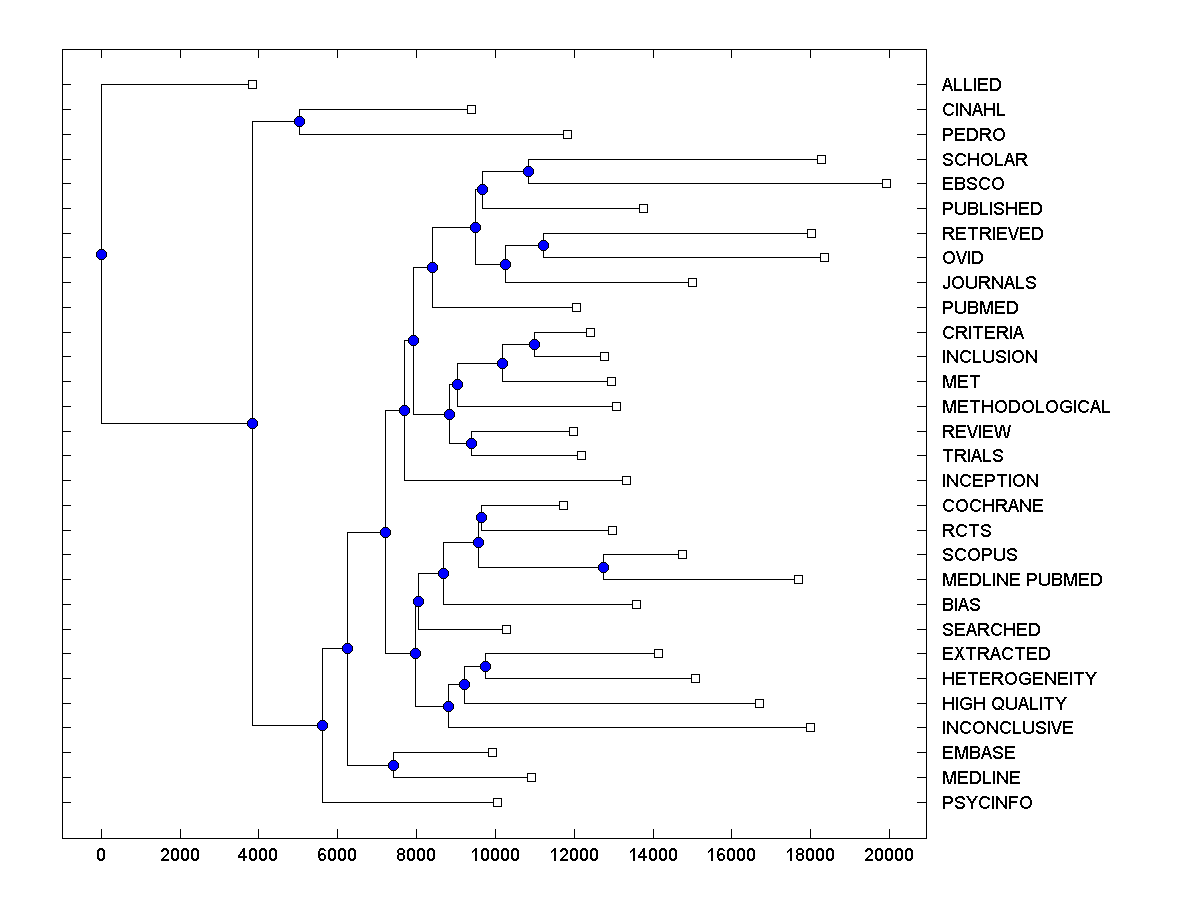 ALLIED
CINAHL
PEDRO
SCHOLAR
EBSCO
PUBLISHED
RETRIEVED
OVID
JOURNALS
PUBMED
CRITERIA
INCLUSION
MET
METHODOLOGICAL
REVIEW
TRIALS
INCEPTION
COCHRANE
RCTS
SCOPUS
MEDLINE PUBMED
BIAS
SEARCHED
EXTRACTED
HETEROGENEITY
HIGH QUALITY
INCONCLUSIVE
EMBASE
MEDLINE
PSYCINFO
0 2000 4000 6000 8000 10000 12000 14000 16000 18000 20000